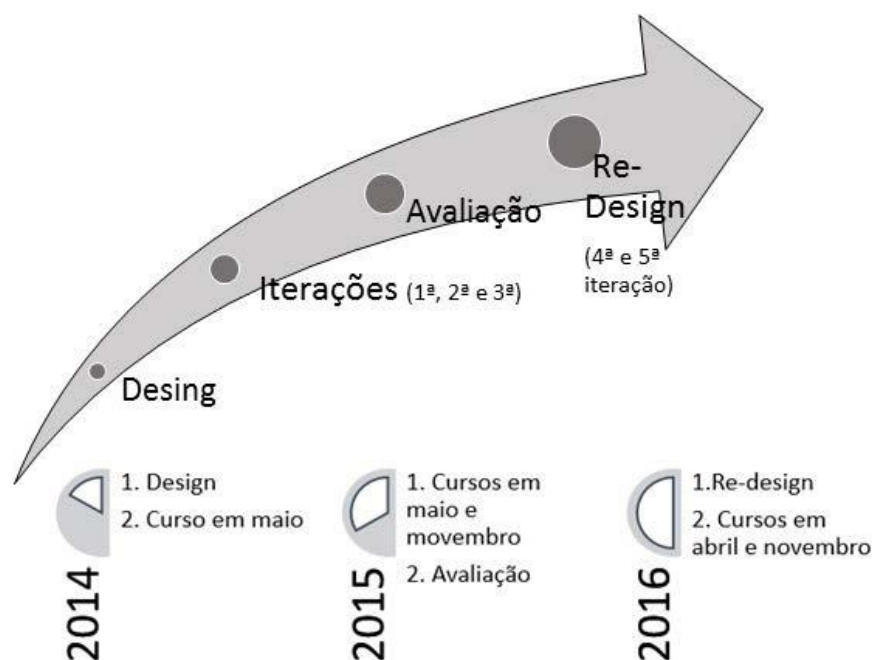 Re-
Design
(4ª e 5ª
iteração)
Avaliação
Iterações (1ª, 2ª e 3ª)
Desing
2014
1. Design
2. Curso em maio
2015
1. Cursos em
maio e
movembro
2. Avaliação
2016
1.Re-design
2. Cursos em
abril e novembro